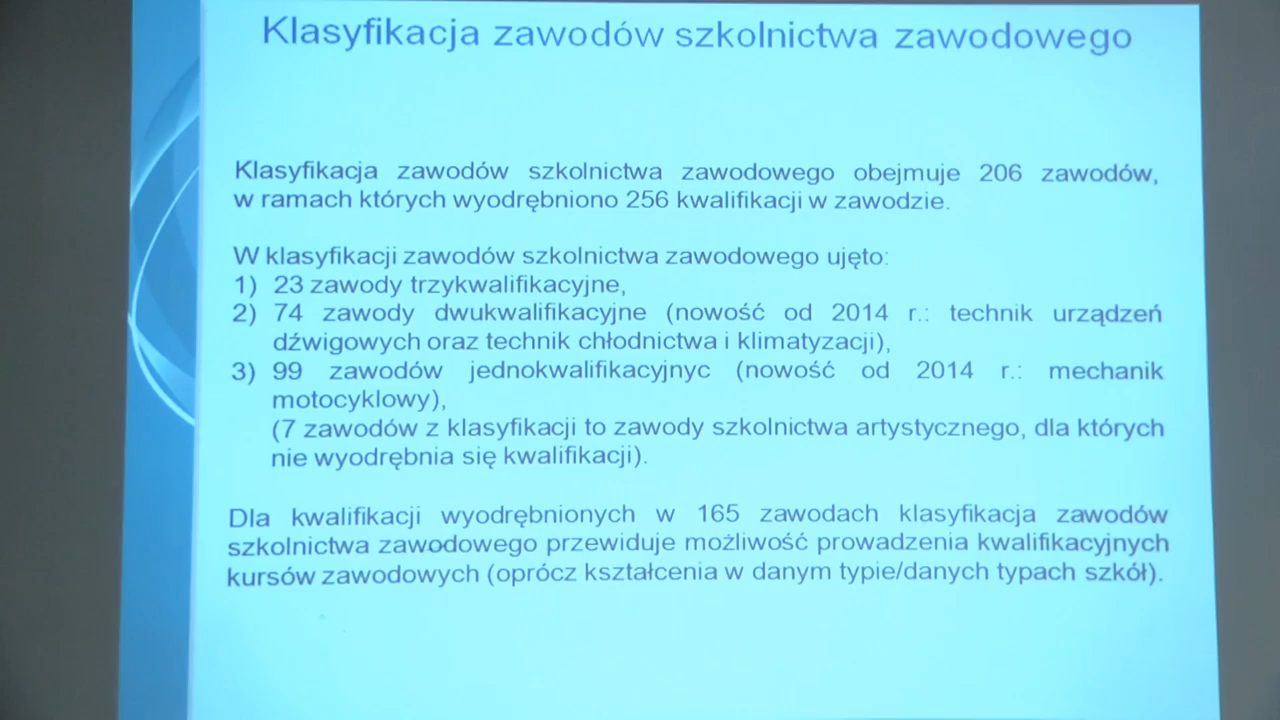 Klasyfikacja zawodów szkolnictwa zawodowego
Klasyfikacja zawodów szkolnictwa zawodowego obejmuje 206 zawodów,
w ramach których wyodrębniono 256 kwalifikacji w zawodzie.
W klasyfikacji zawodów szkolnictwa zawodowego ujęto:
1) 23 zawody trzykwalifikacyjne,
2) 74 zawody dwukwalifikacyjne (nowość od 2014 r.: technik urządzeń
dźwigowych oraz technik chłodnictwa i klimatyzacji),
3) 99 zawodów jednokwalifikacyjnyc (nowość od 2014 r.: mechanik
motocyklowy),
(7 zawodów z klasyfikacji to zawody szkolnictwa artystycznego, dla których
nie wyodrębnia się kwalifikacji).
Dla kwalifikacji wyodrębnionych w 165 zawodach klasyfikacja zawodów
szkolnictwa zawodowego przewiduje możliwość prowadzenia kwalifikacyjnych
kursów zawodowych (oprócz kształcenia w danym typie/danych typach szkół).